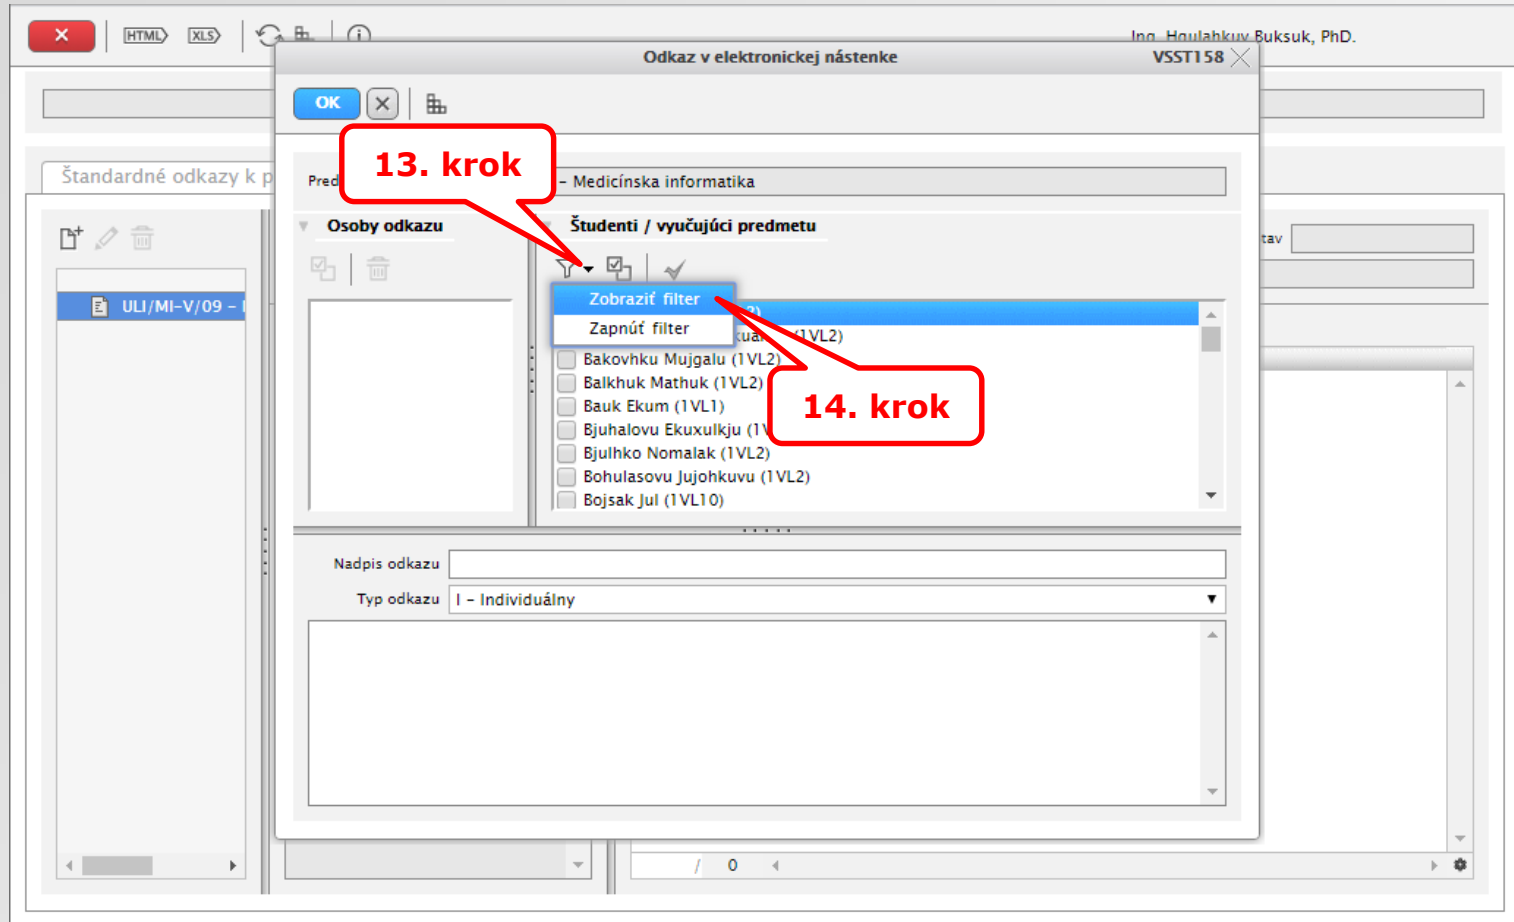 HTML XLS
Ing. Hgulahkuv Buksuk, PhD.
Odkaz v elektronickej nástenke VSST158
OK
13. krok
Štandardné odkazy k p
Pred
– Medicínska informatika
Osoby odkazu
Študenti / vyučujúci predmetu
tav
ULI/MI-V/09 –
Zobraziť filter
Zapnúť filter
(1VL2)
Bakovhku Mujgalu (1VL2)
Balkhuk Mathuk (1VL2)
Bauk Ekum (1VL1)
14. krok
Bjuhalovu Ekuxulkju (1V
Bjulhko Nomalak (1VL2)
Bohulasovu Jujohkuvu (1VL2)
Bojsak Jul (1VL10)
Nadpis odkazu
Typ odkazu I – Individuálny
/ 0